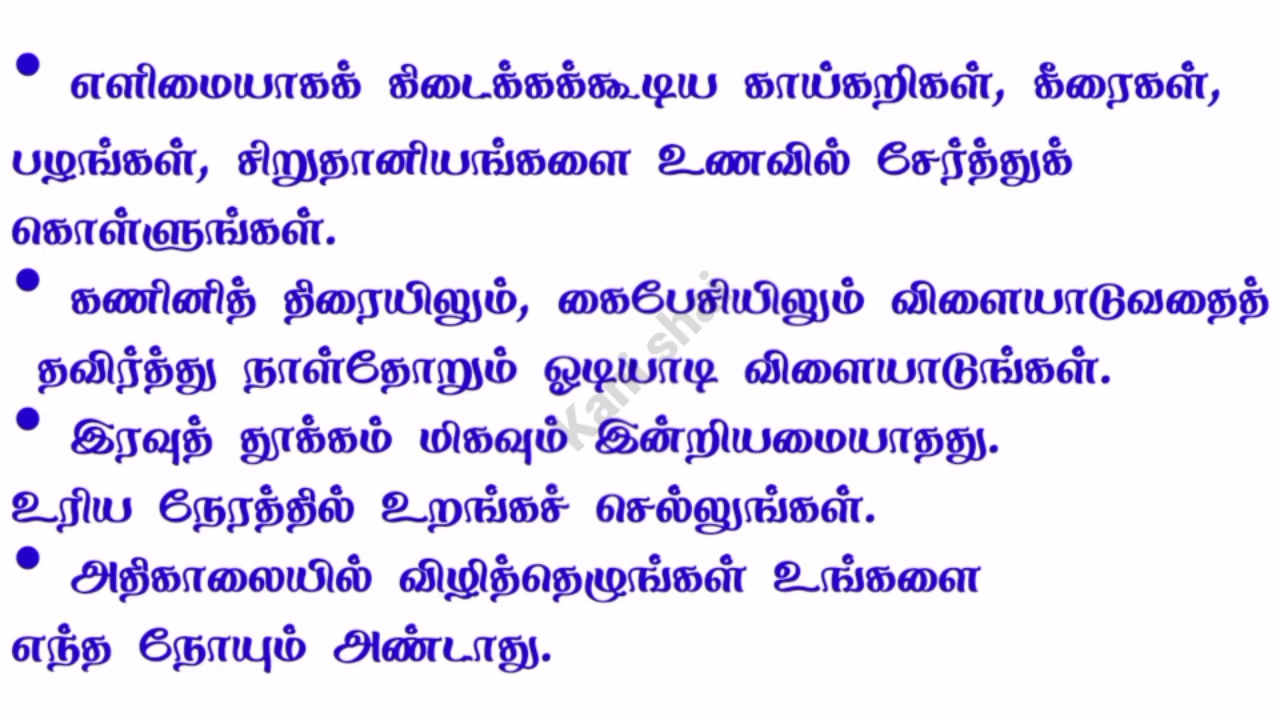 • எளிமையாகக் கிடைக்கக்கூடிய காய்கறிகள், கீரைகள்,
பழங்கள், சிறுதானியங்களை உணவில் சேர்த்துக்
கொள்ளுங்கள்.
• கணினித் திரையிலும், கைபேசியிலும் விளையாடுவதைத்
தவிர்த்து நாள்தோறும் ஓடியாடி விளையாடுங்கள்.
• இரவுத் தூக்கம் மிகவும் இன்றியமையாதது.
உரிய நேரத்தில் உறங்கச் செல்லுங்கள்.
• அதிகாலையில் விழித்தெழுங்கள் உங்களை
எந்த நோயும் அண்டாது.